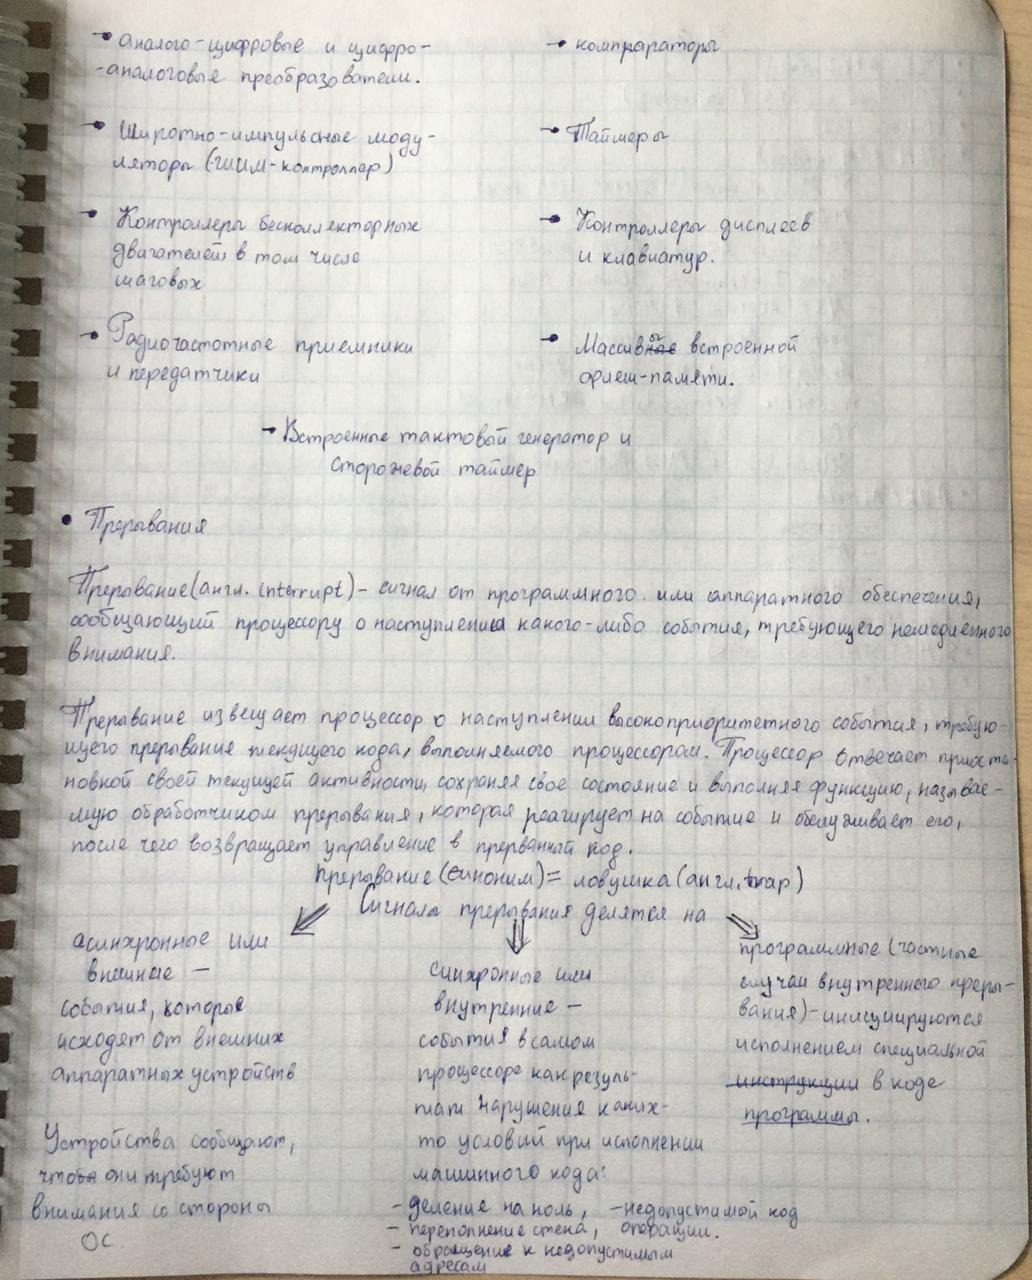 аналого-цифровые и цифро-
-аналоговые преобразователи.
компараторы
Широтно-импульсные моду-
ляторы (ШИМ-контроллер)
Таймеры
Контроллеры бесколлекторных
двигателей в том числе
шаговых
Контроллеры дисплеев
и клавиатур.
Радиочастотные приемники
и передатчики
Массивы встроенной
флеш-памяти.
Встроенные тактовый генератор и
сторожевой таймер
• Прерывания
Прерывание (англ. interrupt) - сигнал от программного или аппаратного обеспечения,
сообщающий процессору о наступлении какого-либо события, требующего немедленного
внимания.
Прерывание извещает процессор о наступлении высокоприоритетного события, требую-
щего прерывание текущего кода, выполняемого процессором. Процессор отвечает приоста-
новкой своей текущей активности, сохраняя свое состояние и выполняя функцию, называе-
мую обработчиком прерывания, которая реагирует на событие и обслуживает его,
после чего возвращает управление в прерванный код.
прерывание (синоним) = ловушка (англ. trap)
Сигналы прерывания делятся на
асинхронные или
внешние -
события, которые
исходят от внешних
аппаратных устройств
Устройства сообщают,
что они требуют
внимания со стороны
ОС.
синхронные или
внутренние -
события в самом
процессоре как резуль-
тат нарушения каких-
то условий при исполнении
машинного кода:
- деление на ноль,
- переполнение стека,
- обращение к недопустимым
адресам
- недопустимой код
операции.
программные (частные
случаи внутреннего преры-
вания) - инициируются
исполнением специальной
инструкции в коде
программы.